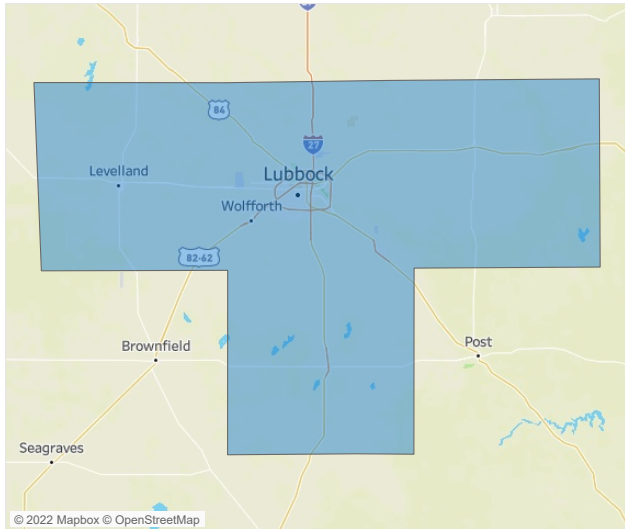 84
27
Levelland
Lubbock
Wolfforth
82-62
Brownfield
Post
Seagraves
© 2022 Mapbox © OpenStreetMap